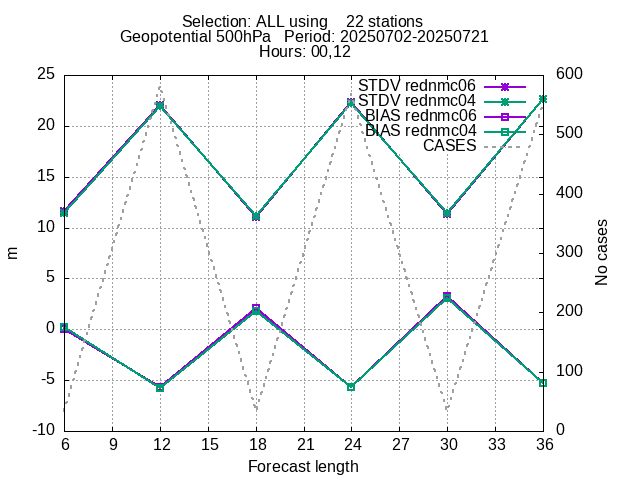 Selection: ALL using    22 stations
Geopotential 500hPa   Period: 20250702-20250721
Hours: 00,12
STDV rednmc06
STDV rednmc04
BIAS rednmc06
BIAS rednmc04
CASES
25
20
15
10
5
0
-5
-10
m
600
500
400
300
200
100
0
No cases
6 9 12 15 18 21 24 27 30 33 36
Forecast length